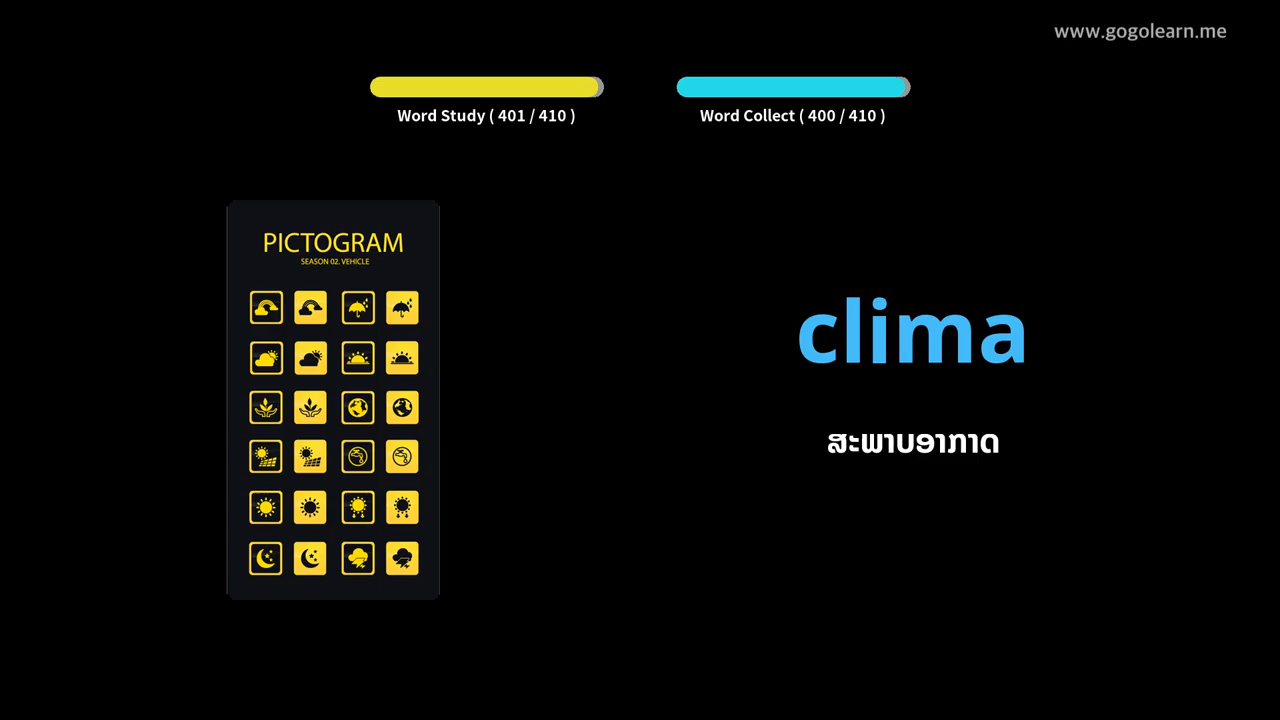 www.gogolearn.me
Word Study ( 401 / 410 )
Word Collect ( 400 / 410 )
PICTOGRAM
SEASON 02. VEHICLE
clima
ສະພາບອາກາດ